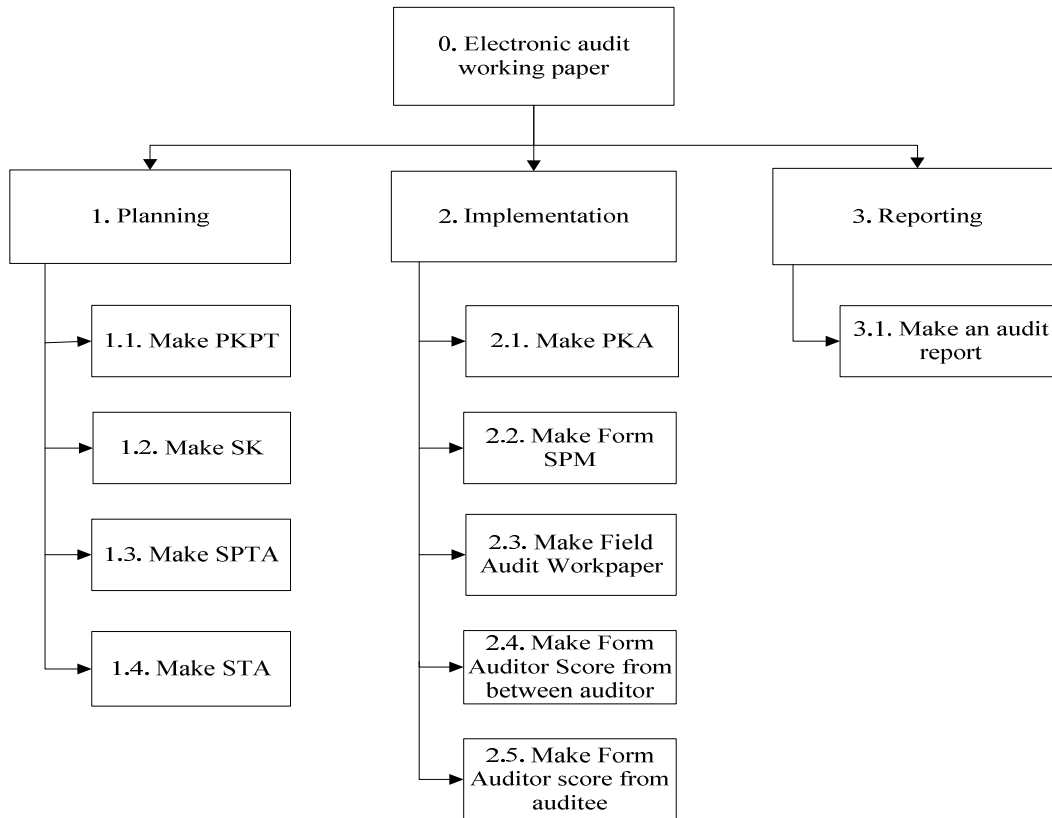 0. Electronic audit
working paper
1. Planning
2. Implementation
3. Reporting
1.1. Make PKPT
1.2. Make SK
1.3. Make SPTA
1.4. Make STA
2.1. Make PKA
2.2. Make Form
SPM
2.3. Make Field
Audit Workpaper
2.4. Make Form
Auditor Score from
between auditor
2.5. Make Form
Auditor score from
auditee
3.1. Make an audit
report